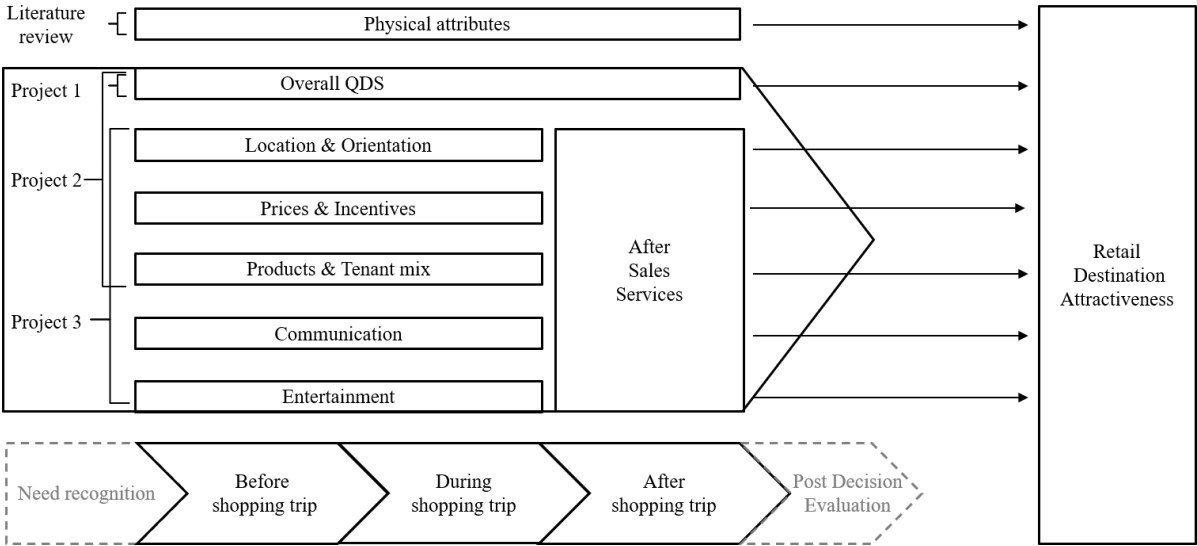 Literature
review
Physical attributes
Project 1
Overall QDS
Location & Orientation
Project 2
Prices & Incentives
Products & Tenant mix
Project 3
Communication
Entertainment
After
Sales
Services
Retail
Destination
Attractiveness
Need recognition
Before
shopping trip
During
shopping trip
After
shopping trip
Post Decision
Evaluation